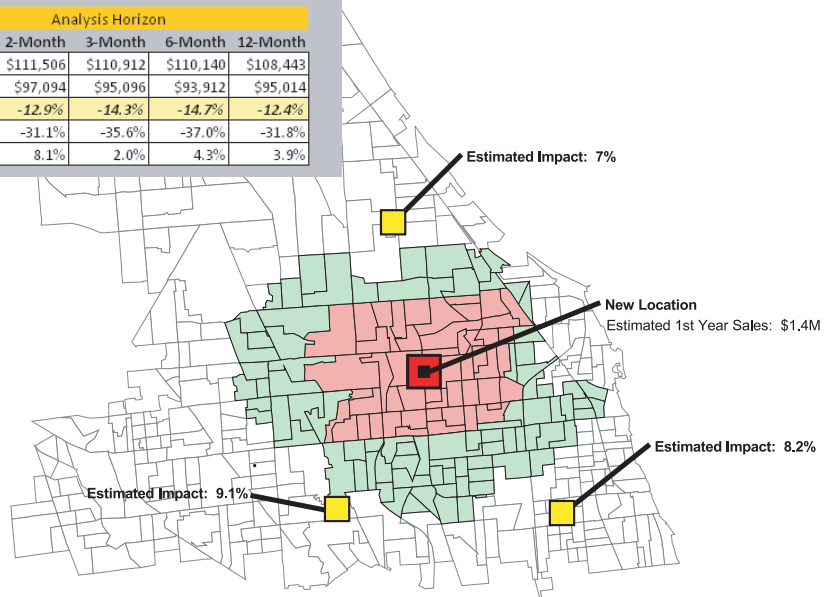 Analysis Horizon
2-Month 3-Month 6-Month 12-Month
$111,506 $110,912 $110,140 $108,443
$97,094 $95,096 $93,912 $95,014
-12.9% -14.3% -14.7% -12.4%
-31.1% -35.6% -37.0% -31.8%
8.1% 2.0% 4.3% 3.9%
Estimated Impact: 7%
New Location
Estimated 1st Year Sales: $1.4M
Estimated Impact: 8.2%
Estimated Impact: 9.1%